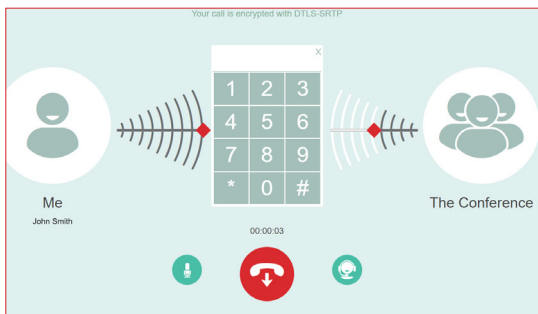 Your call is encrypted with DTLS-SRTP
X
1 2 3
4 5 6
7 8 9
* 0 #
Me
The Conference
John Smith
00:00:03